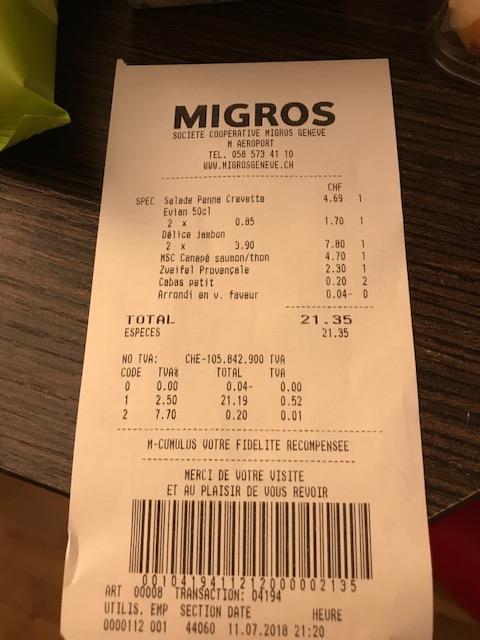 MIGROS
SOCIETE COOPERATIVE MIGROS GENEVE
M AEROPORT
TEL. 058 573 41 10
WWW.MIGROSGENEVE.CH
CHF
SPEC Salade Penne Crevette 4.69 1
Evian 50cl
2 x 0.85 1.70 1
Délice jambon
2 x 3.90 7.80 1
MSC Canapé saumon/thon 4.70 1
Zweifel Provençale 2.30 1
Cabas petit 0.20 2
Arrondi en v. faveur 0.04- 0
TOTAL 21.35
ESPECES 21.35
NO TVA: CHE-105.842.900 TVA
CODE TVA% TOTAL TVA
0 0.00 0.04- 0.00
1 2.50 21.19 0.52
2 7.70 0.20 0.01
M-CUMULUS VOTRE FIDELITE RECOMPENSEE
MERCI DE VOTRE VISITE
ET AU PLAISIR DE VOUS REVOIR
00104194112120000021​35
ART 00008 TRANSACTION: 04194
UTILIS. EMP SECTION DATE HEURE
0000112 001 44060 11.07.2018 21:20